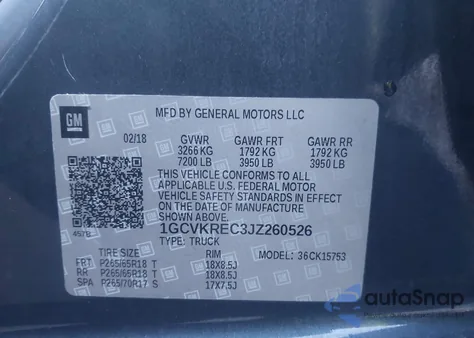 MFD BY GENERAL MOTORS LLC
GM
02/18 GVWR GAWR FRT GAWR RR
3266 KG 1792 KG 1792 KG
7200 LB 3950 LB 3950 LB
THIS VEHICLE CONFORMS TO ALL
APPLICABLE U.S. FEDERAL MOTOR
VEHICLE SAFETY STANDARDS IN
EFFECT ON THE DATE OF MANUFACTURE
SHOWN ABOVE.
1GCVKREC3JZ260526
TYPE: TRUCK MODEL: 36CK15753
TIRE SIZE RIM
FRT P265/65R18 T 18X8.5J
RR P265/65R18 T 18X8.5J
SPA P265/70R17 S 17X7.5J
autaSnap